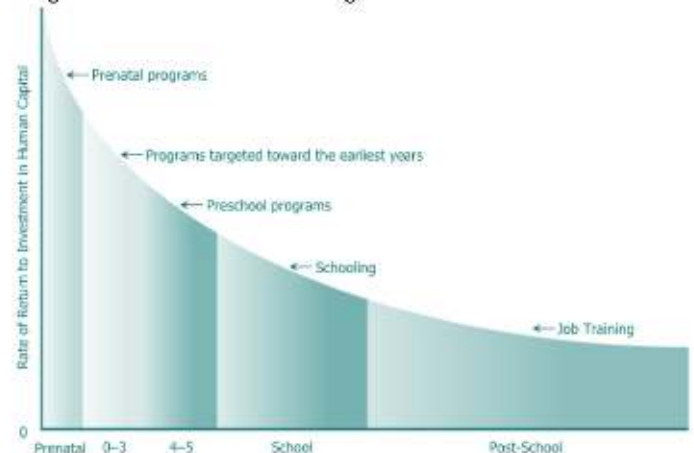 Prenatal programs
Programs targeted toward the earliest years
Preschool programs
Schooling
Job Training
Rate of Return to Investment in Human Capital
0
Prenatal 0–3 4–5 School Post-School